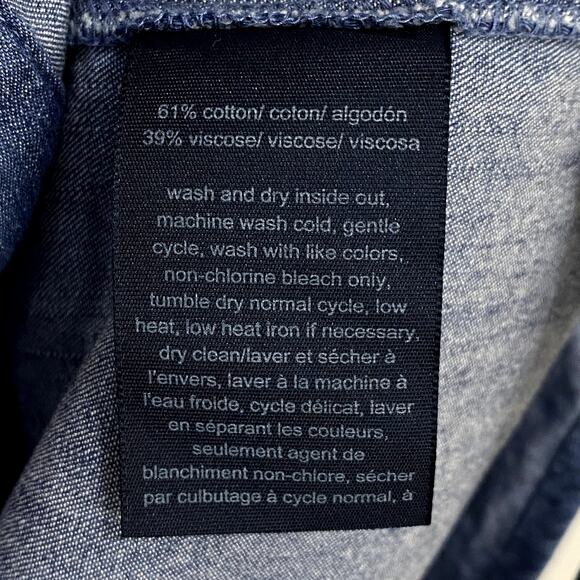 61% cotton/ coton/ algodón
39% viscose/ viscose/ viscosa
wash and dry inside out,
machine wash cold, gentle
cycle, wash with like colors,
non-chlorine bleach only,
tumble dry normal cycle, low
heat, low heat iron if necessary,
dry clean/laver et sécher à
l'envers, laver à la machine à
l'eau froide, cycle délicat, laver
en séparant les couleurs,
seulement agent de
blanchiment non-chlore, sécher
par culbutage à cycle normal, à